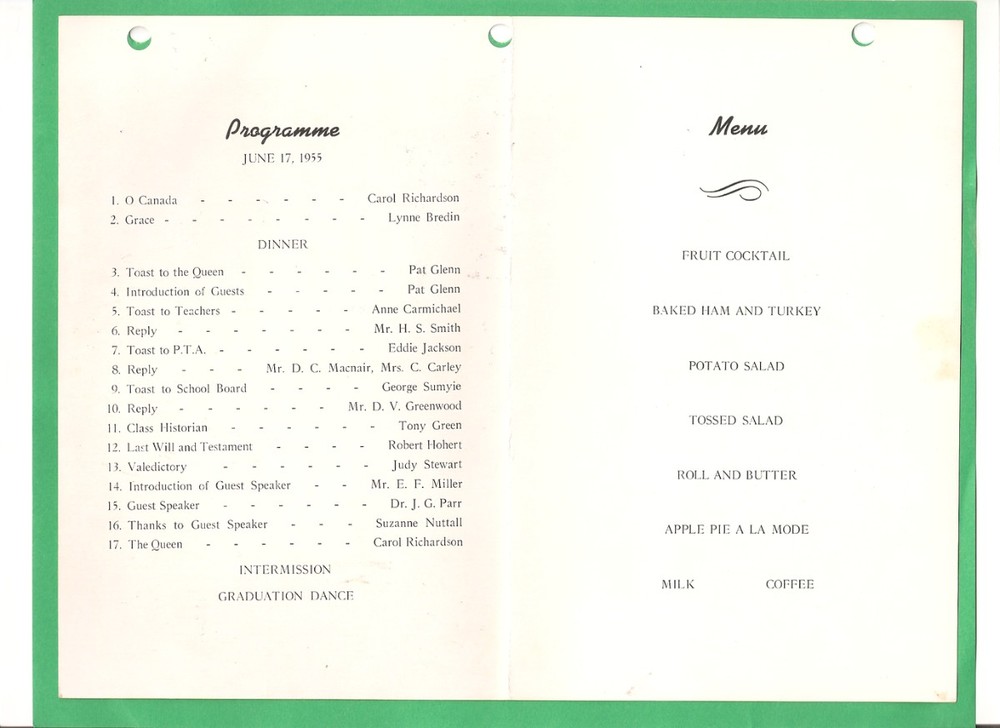 Programme
JUNE 17, 1955
1. O Canada - - - - - - Carol Richardson
2. Grace - - - - - - - - Lynne Bredin
DINNER
3. Toast to the Queen - - - - - - Pat Glenn
4. Introduction of Guests - - - - - Pat Glenn
5. Toast to Teachers - - - - - Anne Carmichael
6. Reply - - - - - - - Mr. H. S. Smith
7. Toast to P.T.A. - - - - - - Eddie Jackson
8. Reply - - - Mr. D. C. Macnair, Mrs. C. Carley
9. Toast to School Board - - - - George Sumyie
10. Reply - - - - - - Mr. D. V. Greenwood
11. Class Historian - - - - - - Tony Green
12. Last Will and Testament - - - - Robert Hohert
13. Valedictory - - - - - - Judy Stewart
14. Introduction of Guest Speaker - - Mr. E. F. Miller
15. Guest Speaker - - - - - - Dr. J. G. Parr
16. Thanks to Guest Speaker - - - Suzanne Nuttall
17. The Queen - - - - - - Carol Richardson
INTERMISSION
GRADUATION DANCE
Menu
FRUIT COCKTAIL
BAKED HAM AND TURKEY
POTATO SALAD
TOSSED SALAD
ROLL AND BUTTER
APPLE PIE A LA MODE
MILK COFFEE